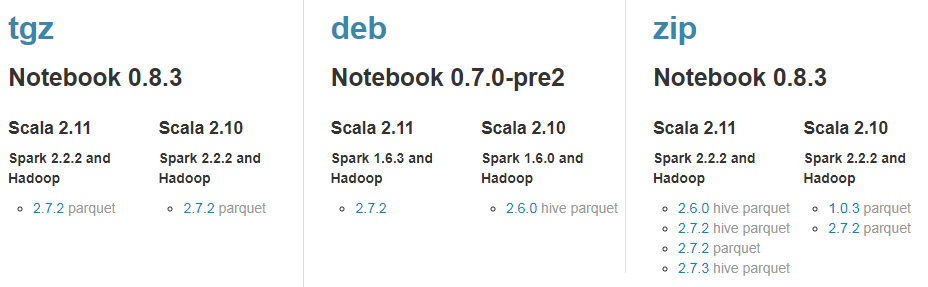 tgz
Notebook 0.8.3
Scala 2.11
Spark 2.2.2 and
Hadoop
2.7.2 parquet
Scala 2.10
Spark 2.2.2 and
Hadoop
2.7.2 parquet
deb
Notebook 0.7.0-pre2
Scala 2.11
Spark 1.6.3 and
Hadoop
2.7.2
Scala 2.10
Spark 1.6.0 and
Hadoop
2.6.0 hive parquet
zip
Notebook 0.8.3
Scala 2.11
Spark 2.2.2 and
Hadoop
2.6.0 hive parquet
2.7.2 hive parquet
2.7.2 parquet
2.7.3 hive parquet
Scala 2.10
Spark 2.2.2 and
Hadoop
1.0.3 parquet
2.7.2 parquet